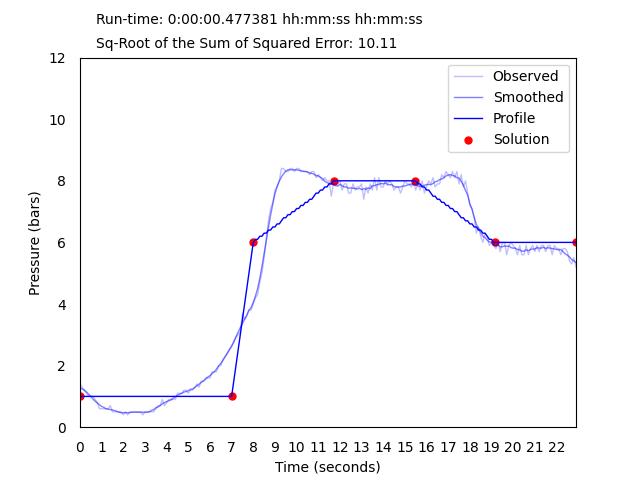 Run-time: 0:00:00.477381 hh:mm:ss hh:mm:ss
Sq-Root of the Sum of Squared Error: 10.11
12
10
8
6
4
2
0
Pressure (bars)
Observed
Smoothed
Profile
Solution
0 1 2 3 4 5 6 7 8 9 10 11 12 13 14 15 16 17 18 19 20 21 22
Time (seconds)